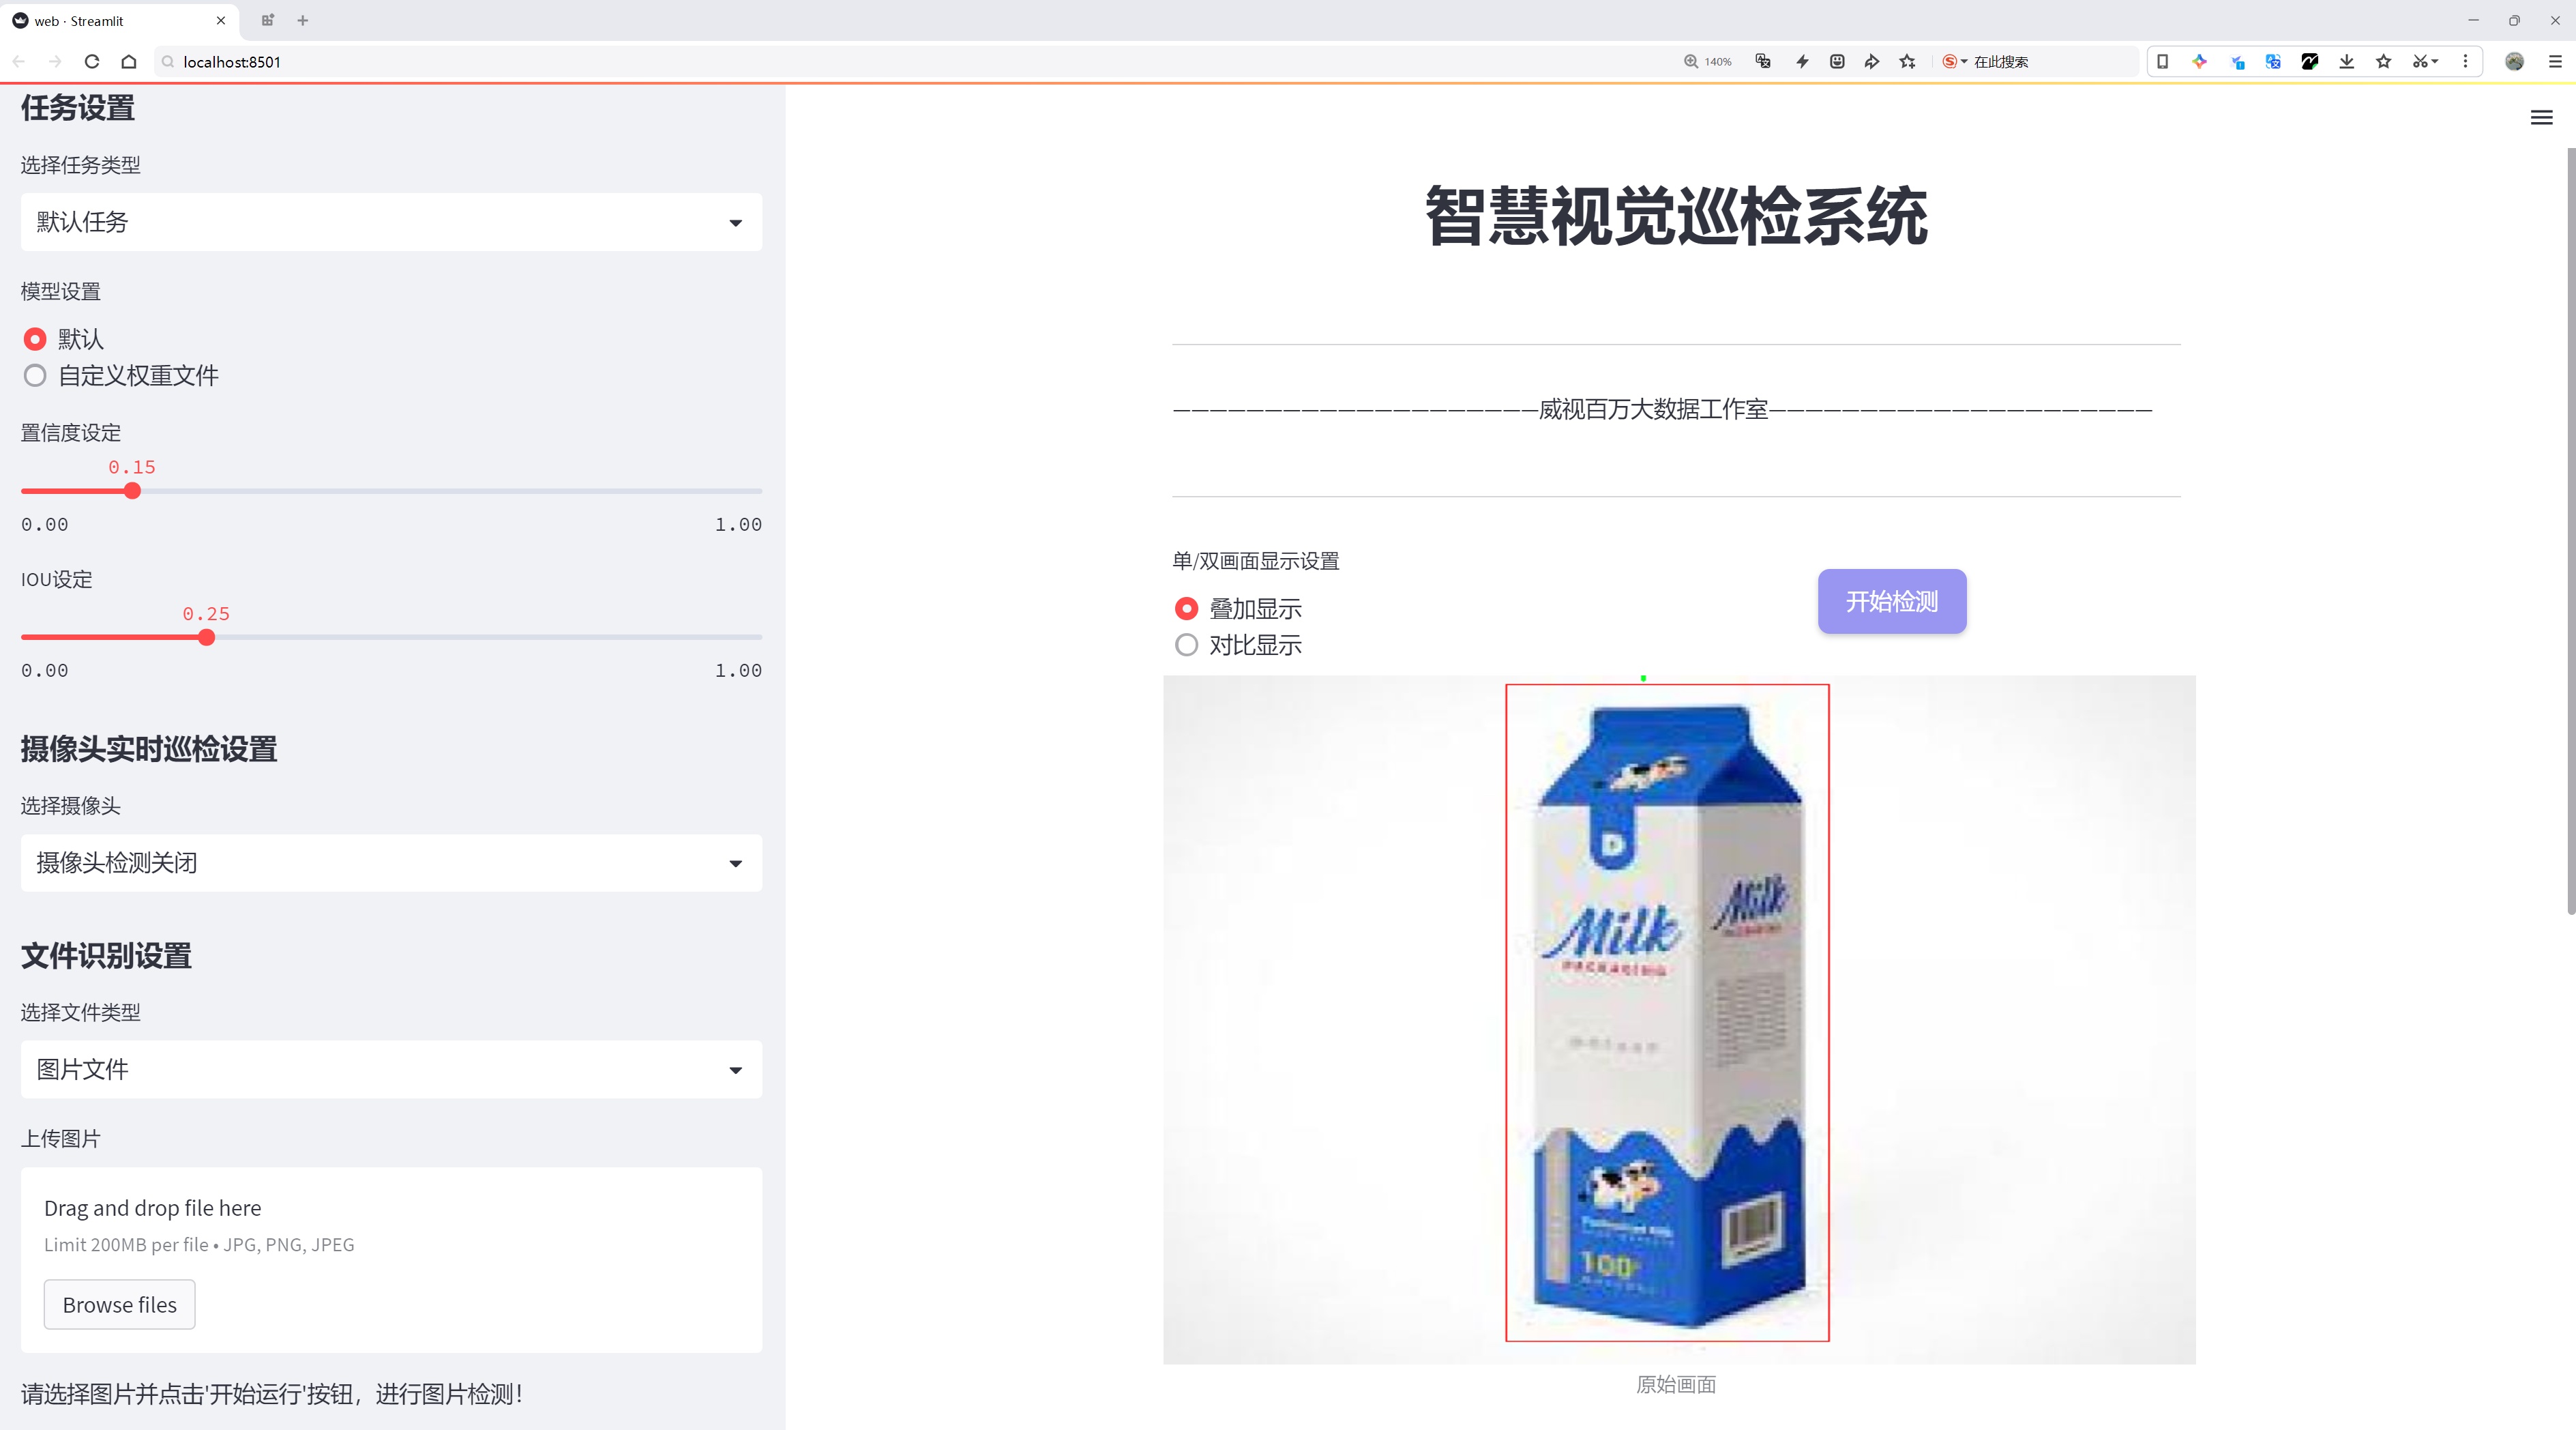 web · Streamlit
localhost:8501
140%
在此搜索
任务设置
选择任务类型
默认任务
模型设置
默认
自定义权重文件
置信度设定
0.15
0.00
1.00
IOU设定
0.25
0.00
1.00
摄像头实时巡检设置
选择摄像头
摄像头检测关闭
文件识别设置
选择文件类型
图片文件
上传图片
Drag and drop file here
Limit 200MB per file • JPG, PNG, JPEG
Browse files
请选择图片并点击'开始运行'按钮，进行图片检测！
智慧视觉巡检系统
—————————————————————威视百万大数据工作室——————————————————————
单/双画面显示设置
叠加显示
对比显示
开始检测
D
Milk
PACKAGING
Milk
100
原始画面